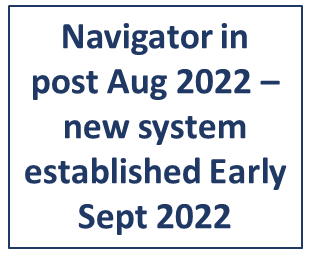 Navigator in
post Aug 2022 –
new system
established Early
Sept 2022